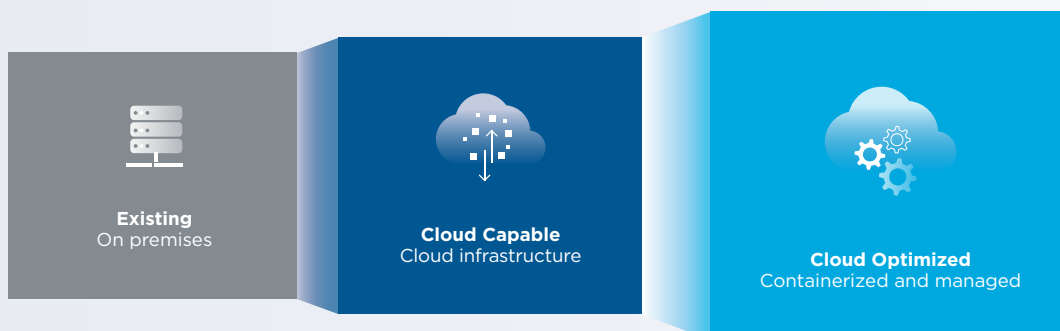 Existing
On premises
Cloud Capable
Cloud infrastructure
Cloud Optimized
Containerized and managed